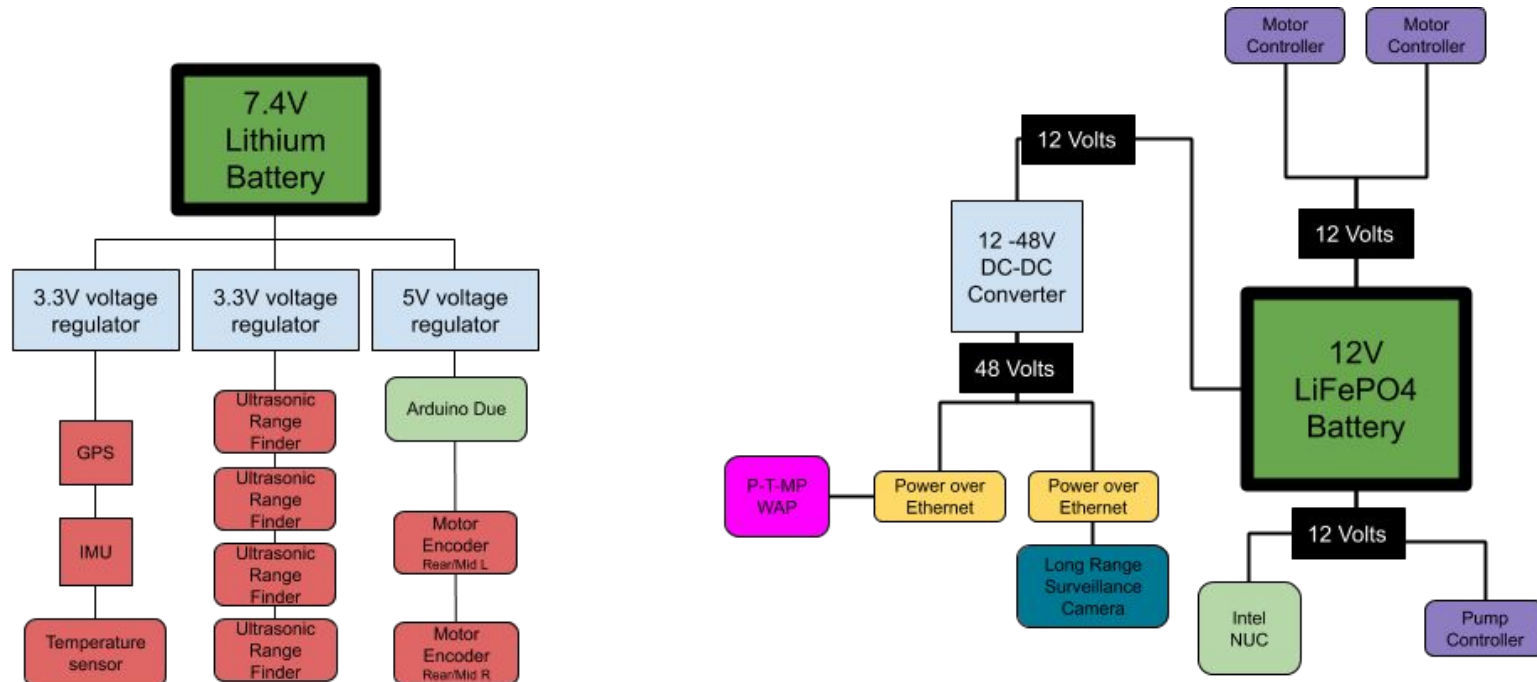 7.4V
Lithium
Battery
3.3V voltage
regulator
3.3V voltage
regulator
5V voltage
regulator
GPS
IMU
Temperature
sensor
Ultrasonic
Range
Finder
Ultrasonic
Range
Finder
Ultrasonic
Range
Finder
Ultrasonic
Range
Finder
Arduino Due
Motor
Encoder
Rear/Mid L
Motor
Encoder
Rear/Mid R
Motor
Controller
Motor
Controller
12 Volts
12 Volts
12 -48V
DC-DC
Converter
48 Volts
12V
LiFePO4
Battery
P-T-MP
WAP
Power over
Ethernet
Power over
Ethernet
Long Range
Surveillance
Camera
12 Volts
Intel
NUC
Pump
Controller